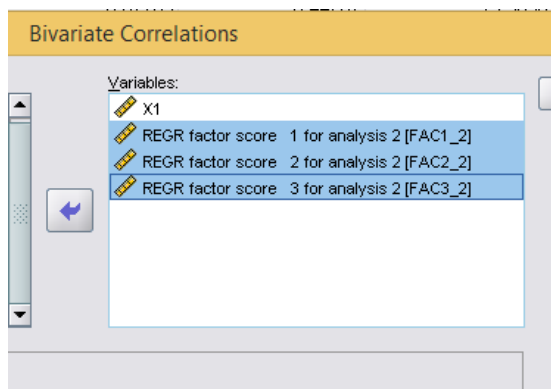 Bivariate Correlations
Variables:
X1
REGR factor score 1 for analysis 2 [FAC1_2]
REGR factor score 2 for analysis 2 [FAC2_2]
REGR factor score 3 for analysis 2 [FAC3_2]